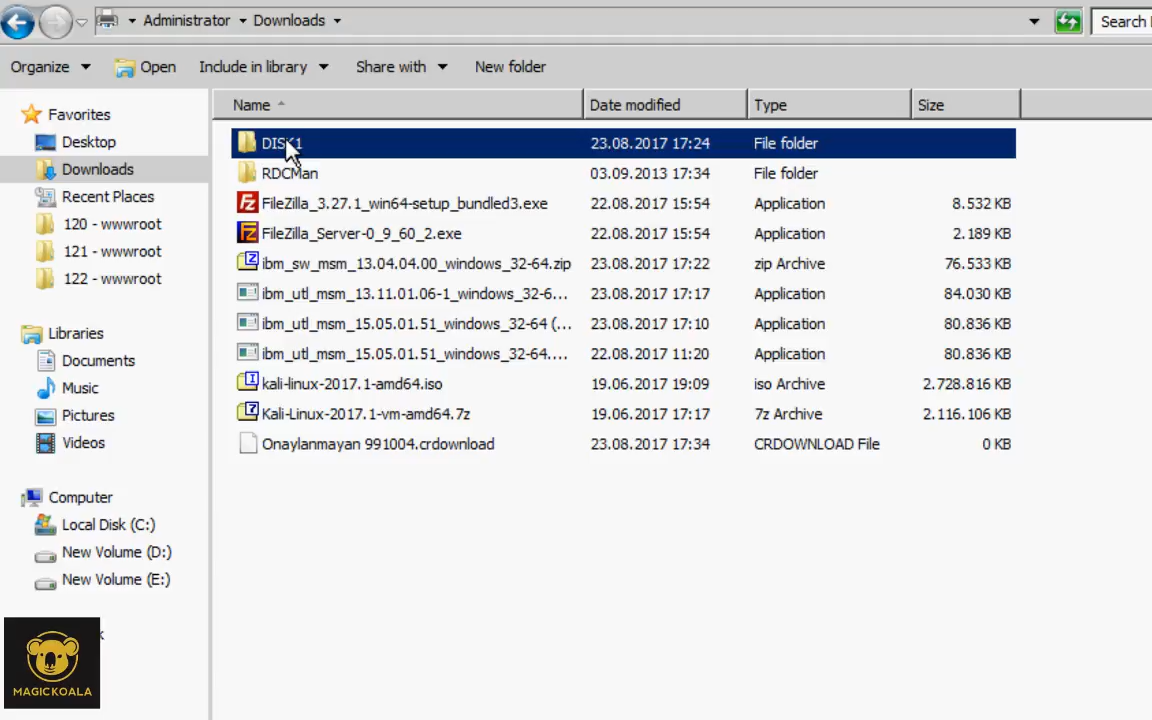 Administrator Downloads Search
Organize Open Include in library Share with New folder
Name Date modified Type Size
Favorites
Desktop
Downloads
Recent Places
120 - wwwroot
121 - wwwroot
122 - wwwroot
Libraries
Documents
Music
Pictures
Videos
Computer
Local Disk (C:)
New Volume (D:)
New Volume (E:)
DISK1 23.08.2017 17:24 File folder
RDCMan 03.09.2013 17:34 File folder
FileZilla_3.27.1_win64-setup_bundled3.exe 22.08.2017 15:54 Application 8.532 KB
FileZilla_Server-0_9_60_2.exe 22.08.2017 15:54 Application 2.189 KB
ibm_sw_msm_13.04.04.00_windows_32-64.zip 23.08.2017 17:22 zip Archive 76.533 KB
ibm_utl_msm_13.11.01.06-1_windows_32-6... 23.08.2017 17:17 Application 84.030 KB
ibm_utl_msm_15.05.01.51_windows_32-64 (... 23.08.2017 17:10 Application 80.836 KB
ibm_utl_msm_15.05.01.51_windows_32-64.... 22.08.2017 11:20 Application 80.836 KB
kali-linux-2017.1-amd64.iso 19.06.2017 19:09 iso Archive 2.728.816 KB
Kali-Linux-2017.1-vm-amd64.7z 19.06.2017 17:17 7z Archive 2.116.106 KB
Onaylanmayan 991004.crdownload 23.08.2017 17:34 CRDOWNLOAD File 0 KB
MAGICKOALA